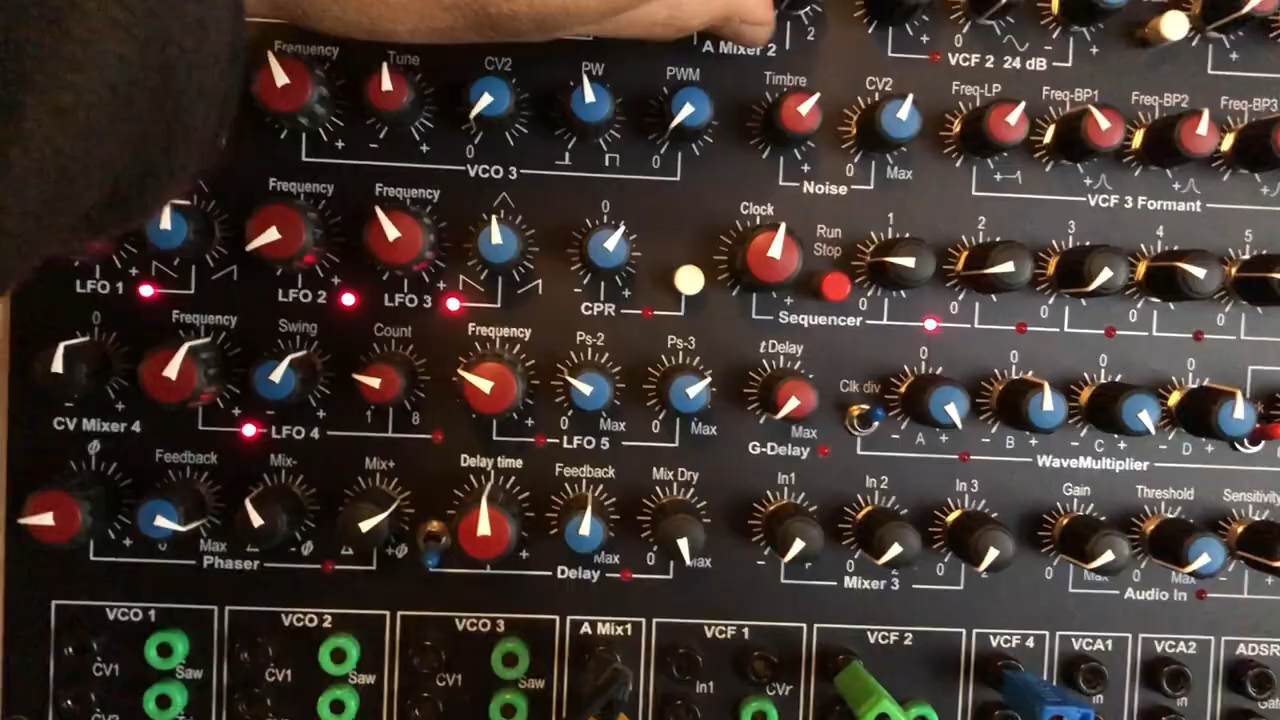 A Mixer 2
2
0 - +
VCF 2 24 dB
+
Frequency Tune CV2 PW PWM
+ - + 0 0
VCO 3
Timbre CV2
+ 0 Max
Noise
Freq-LP Freq-BP1 Freq-BP2 Freq-BP3
VCF 3 Formant
Frequency Frequency 0
+ + + - +
LFO 1 LFO 2 LFO 3 CPR
Clock Run Stop
+
Sequencer
1 2 3 4 5
0 0 0 0 0
0 Frequency Swing Count
- + - + 1 8
CV Mixer 4 LFO 4
Frequency Ps-2 Ps-3
0 Max Max
LFO 5
t Delay
Max
G-Delay
Clk div
0 0 0 0
- A + - B + - C + - D +
WaveMultiplier
Φ Feedback Mix- Mix+
+ Max -Φ +Φ
Phaser
Delay time Feedback Mix Dry
+ Max Max
Delay
In1 In 2 In 3
- 0 0
Mixer 3
Gain Threshold Sensitivity
0 Max 0 Max
Audio In
VCO 1 VCO 2 VCO 3 A Mix1 VCF 1 VCF 2 VCF 4 VCA1 VCA2 ADSR
CV1 Saw CV1 Saw CV1 Saw In1 CVr In In